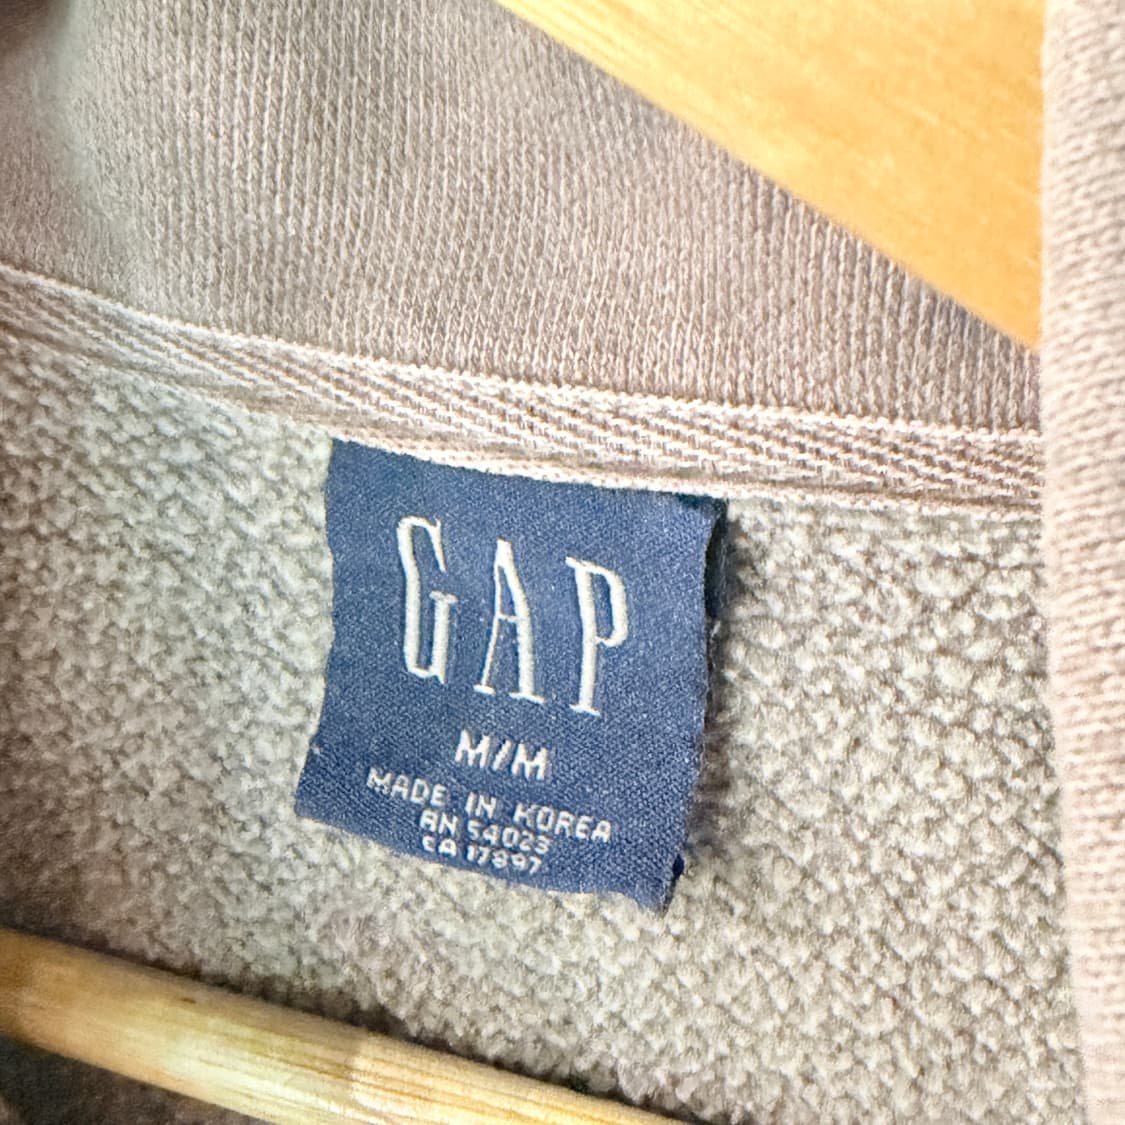 GAP
M/M
MADE IN KOREA
RN 54023
CA 17897